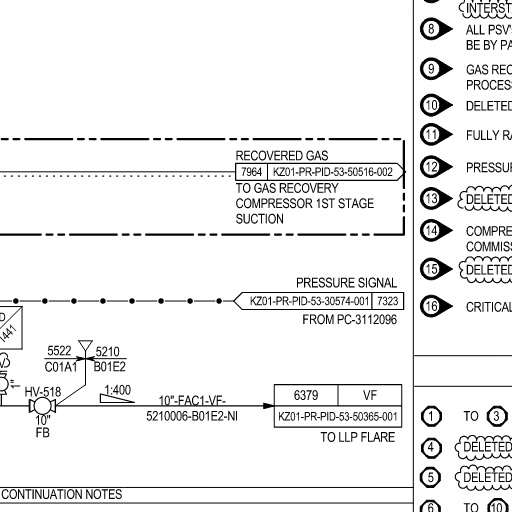 INTERST
8 ALL PSV'
BE BY PA
9 GAS REC
PROCES
10 DELETED
11 FULLY RA
12 PRESSUR
13 DELETED
14 COMPRE
COMMIS
15 DELETED
16 CRITICAL
RECOVERED GAS
7964 KZ01-PR-PID-53-50516-002
TO GAS RECOVERY
COMPRESSOR 1ST STAGE
SUCTION
PRESSURE SIGNAL
KZ01-PR-PID-53-30574-001 7323
FROM PC-3112096
D
1441
5522 5210
C01A1 B01E2
1"
HV-518
10"
FB
1:400
10"-FAC1-VF-
5210006-B01E2-NI
6379 VF
KZ01-PR-PID-53-50365-001
TO LLP FLARE
1 TO 3
4 DELETED
5 DELETED
6 TO 10
CONTINUATION NOTES